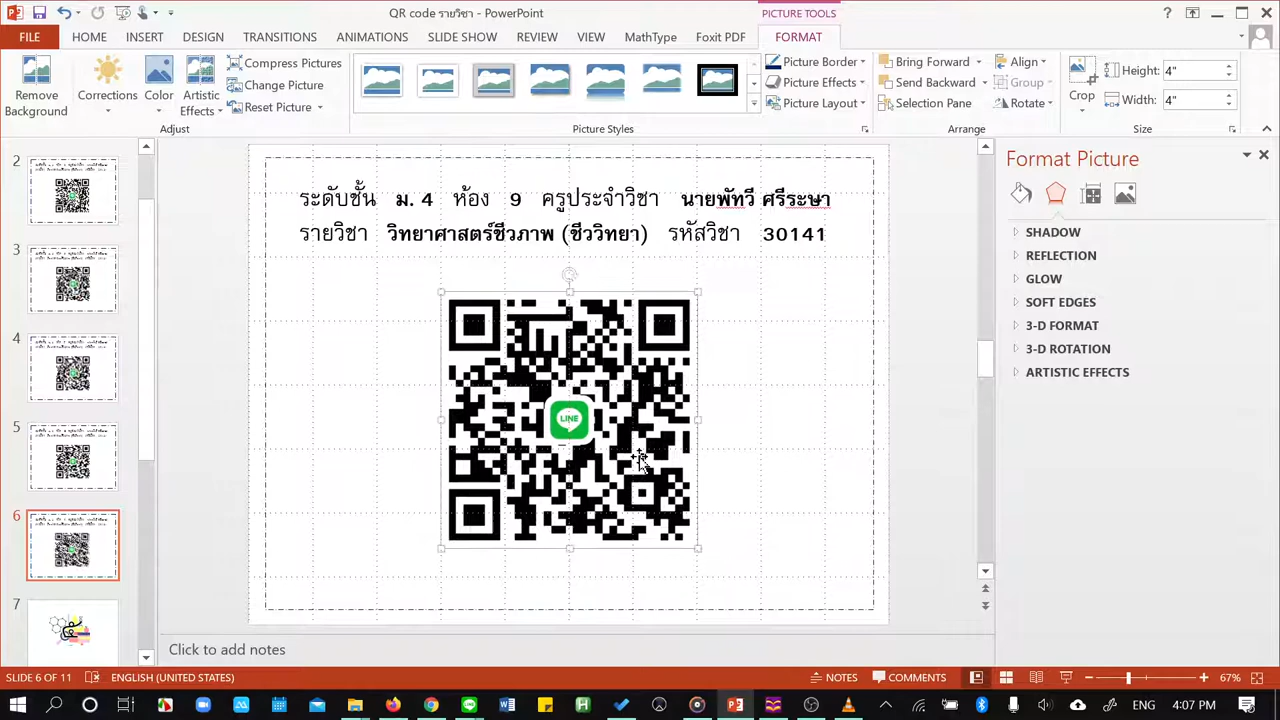 QR code รายวิชา - PowerPoint
PICTURE TOOLS
FILE HOME INSERT DESIGN TRANSITIONS ANIMATIONS SLIDE SHOW REVIEW VIEW MathType Foxit PDF FORMAT
Remove Background
Corrections
Color
Artistic Effects
Compress Pictures
Change Picture
Reset Picture
Adjust
Picture Styles
Picture Border
Picture Effects
Picture Layout
Bring Forward
Send Backward
Selection Pane
Align
Group
Rotate
Arrange
Crop
Height: 4"
Width: 4"
Size
2
3
4
5
6
7
ระดับชั้น ม. 4 ห้อง 9 ครูประจำวิชา นายพัทวี ศรีระษา
รายวิชา วิทยาศาสตร์ชีวภาพ (ชีววิทยา) รหัสวิชา 30141
LINE
Format Picture
SHADOW
REFLECTION
GLOW
SOFT EDGES
3-D FORMAT
3-D ROTATION
ARTISTIC EFFECTS
Click to add notes
SLIDE 6 OF 11 ENGLISH (UNITED STATES) NOTES COMMENTS 67%
ENG 4:07 PM